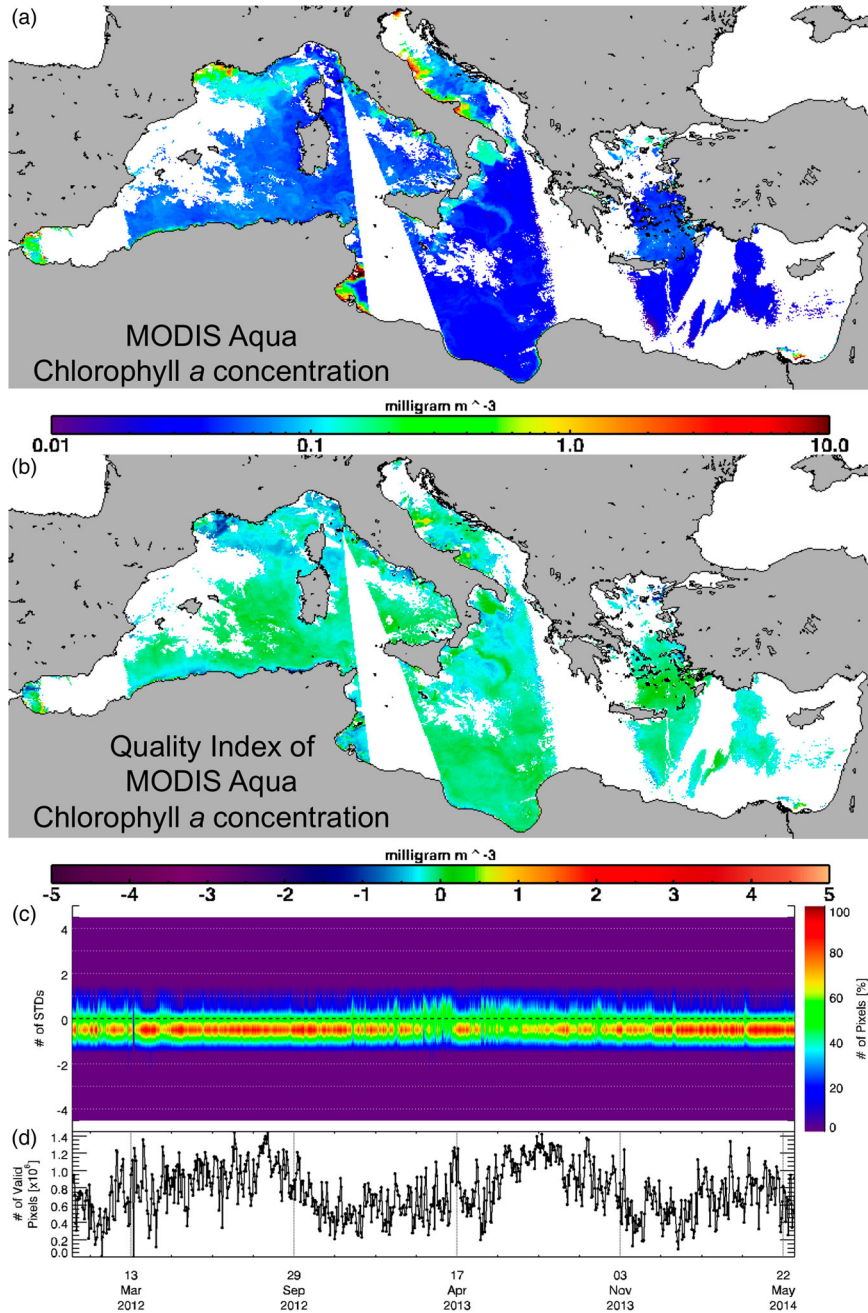 (a)
MODIS Aqua
Chlorophyll a concentration
milligram m ^ -3
0.01 0.1 1.0 10.0
(b)
Quality Index of
MODIS Aqua
Chlorophyll a concentration
milligram m ^ -3
-5 -4 -3 -2 -1 0 1 2 3 4 5
(c)
# of STDs
4
2
0
-2
-4
100
80
60
40
20
0
# of Pixels [%]
(d)
# of Valid
Pixels [x10⁶]
1.4
1.2
1.0
0.8
0.6
0.4
0.2
0.0
13 29 17 03 22
Mar Sep Apr Nov May
2012 2012 2013 2013 2014